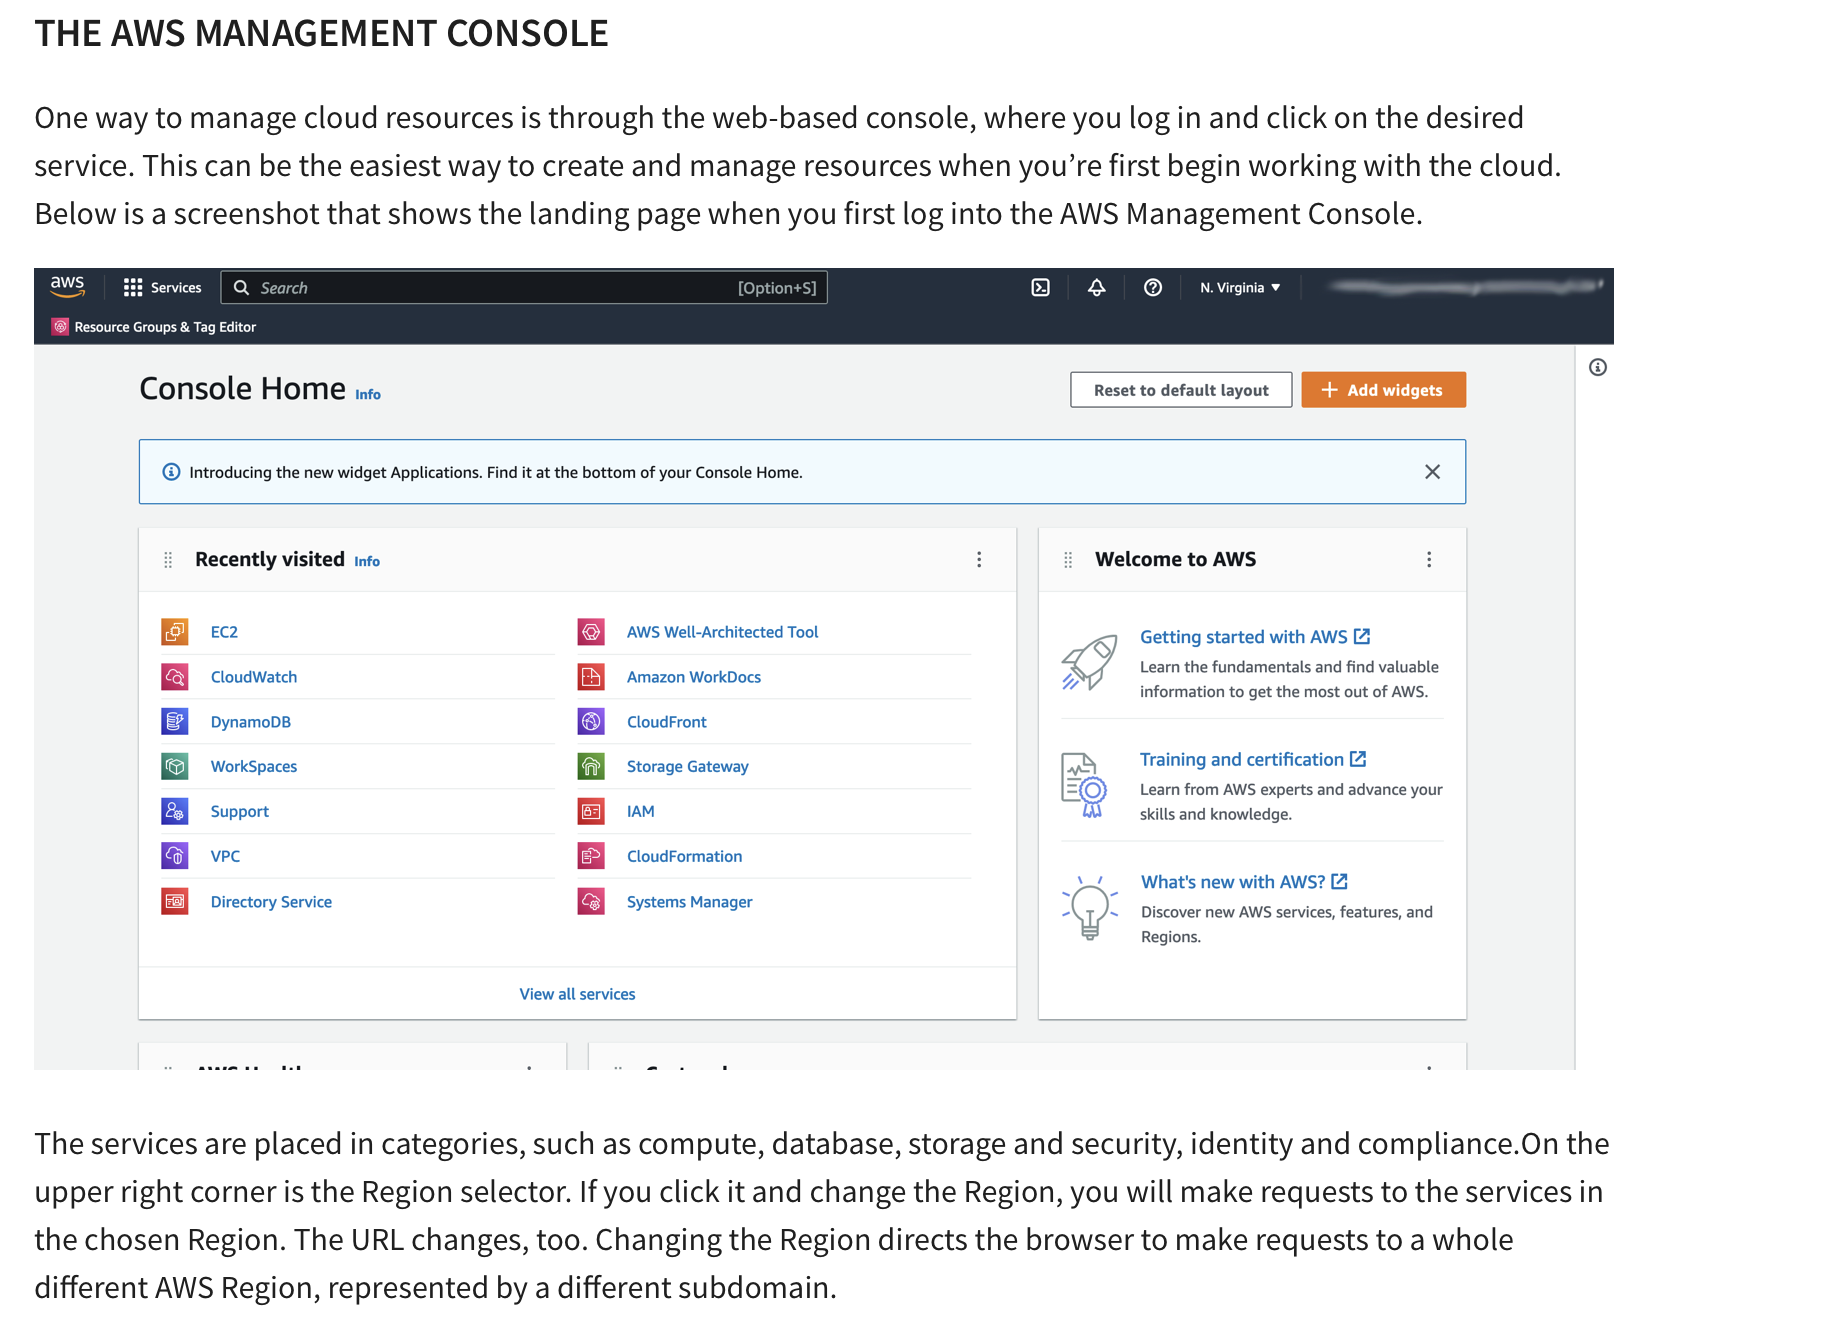 THE AWS MANAGEMENT CONSOLE
One way to manage cloud resources is through the web-based console, where you log in and click on the desired
service. This can be the easiest way to create and manage resources when you’re first begin working with the cloud.
Below is a screenshot that shows the landing page when you first log into the AWS Management Console.
aws Services Search [Option+S] N. Virginia
Resource Groups & Tag Editor
Console Home Info Reset to default layout Add widgets
Introducing the new widget Applications. Find it at the bottom of your Console Home.
Recently visited Info
EC2
CloudWatch
DynamoDB
WorkSpaces
Support
VPC
Directory Service
AWS Well-Architected Tool
Amazon WorkDocs
CloudFront
Storage Gateway
IAM
CloudFormation
Systems Manager
View all services
Welcome to AWS
Getting started with AWS
Learn the fundamentals and find valuable
information to get the most out of AWS.
Training and certification
Learn from AWS experts and advance your
skills and knowledge.
What's new with AWS?
Discover new AWS services, features, and
Regions.
AWS Health
The services are placed in categories, such as compute, database, storage and security, identity and compliance.On the
upper right corner is the Region selector. If you click it and change the Region, you will make requests to the services in
the chosen Region. The URL changes, too. Changing the Region directs the browser to make requests to a whole
different AWS Region, represented by a different subdomain.